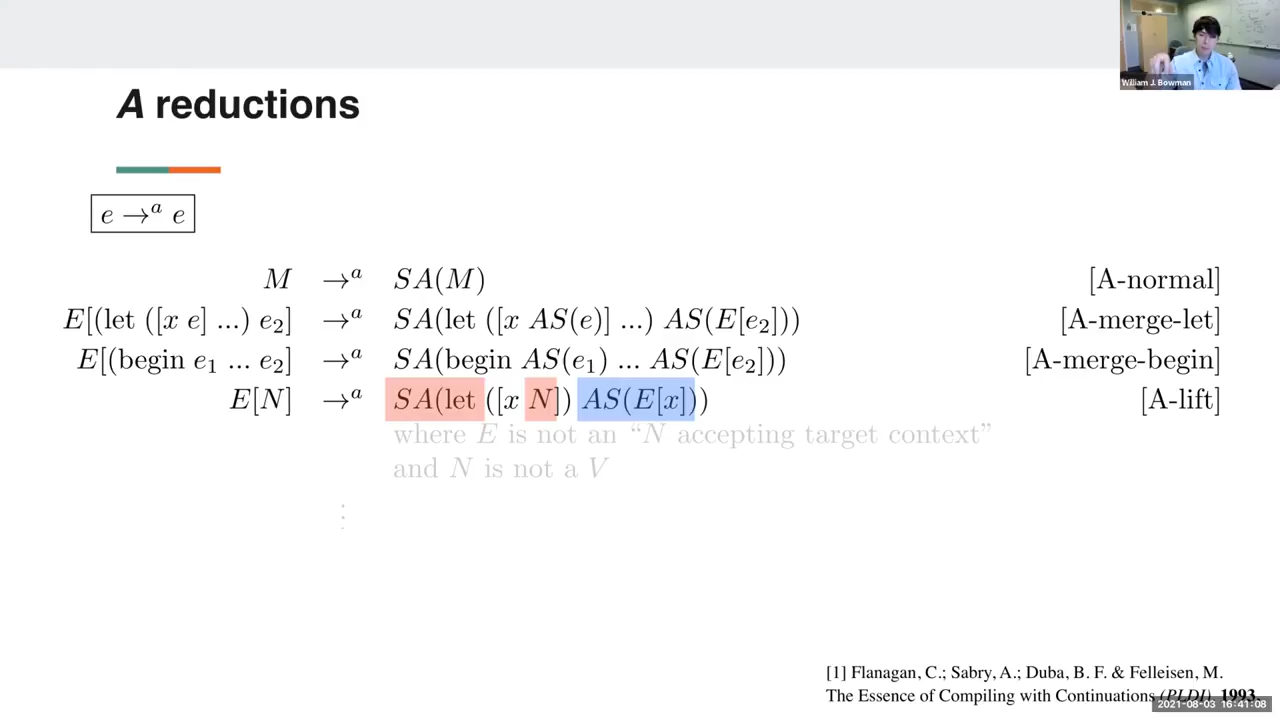 William J. Bowman
A reductions
e →ᵃ e
M →ᵃ SA(M) [A-normal]
E[(let ([x e] ...) e₂] →ᵃ SA(let ([x AS(e)] ...) AS(E[e₂])) [A-merge-let]
E[(begin e₁ ... e₂] →ᵃ SA(begin AS(e₁) ... AS(E[e₂])) [A-merge-begin]
E[N] →ᵃ SA(let ([x N]) AS(E[x])) [A-lift]
where E is not an “N accepting target context”
and N is not a V
⋮
[1] Flanagan, C.; Sabry, A.; Duba, B. F. & Felleisen, M.
The Essence of Compiling with Continuations (PLDI), 1993.
2021-08-03 16:41:08